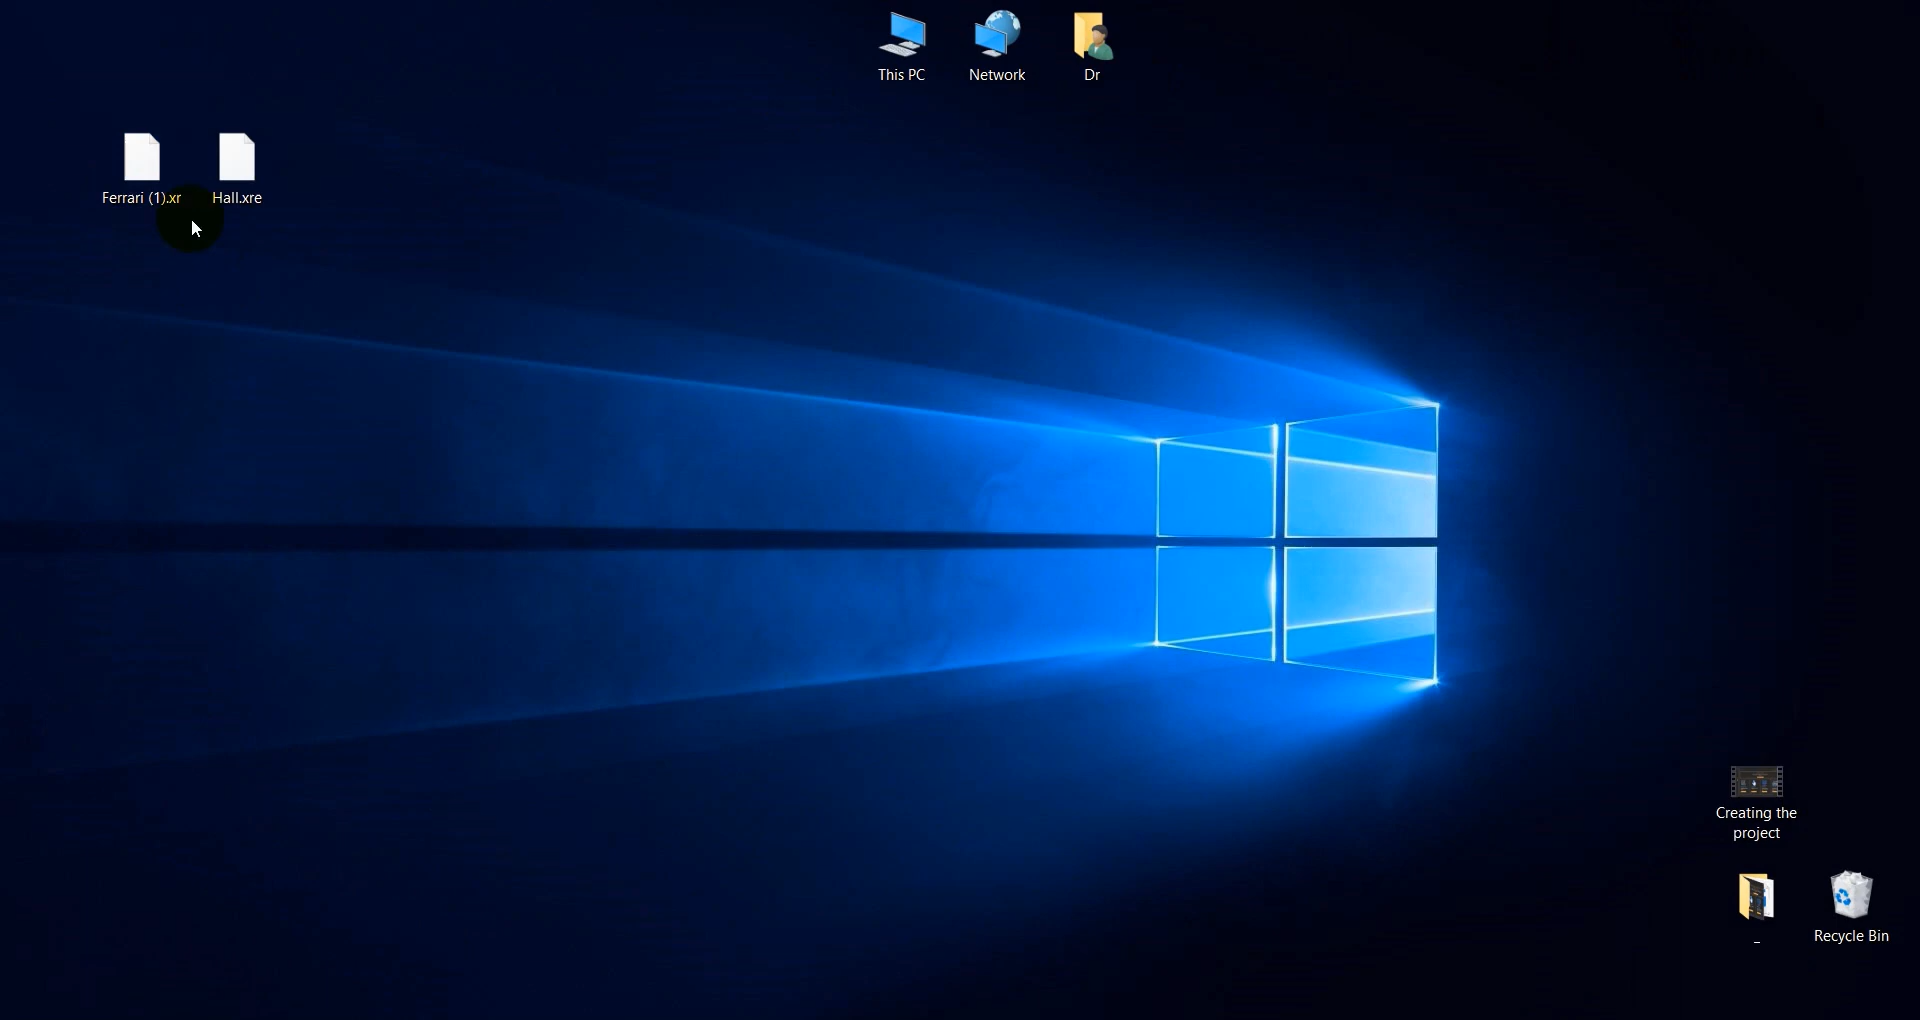 This PC
Network
Dr
Ferrari (1).xr
Hall.xre
Creating the
project
_
Recycle Bin